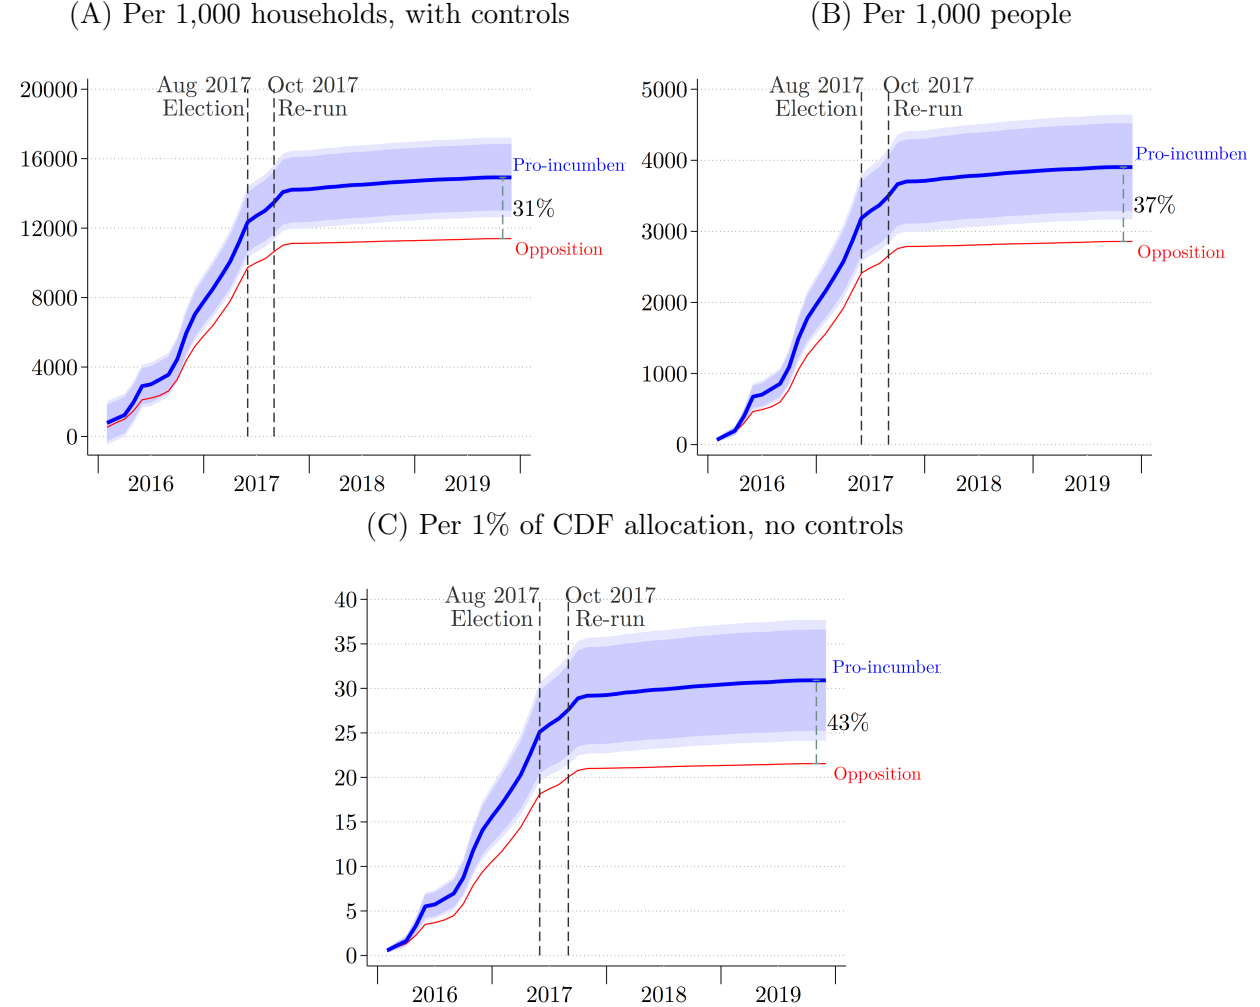 (A) Per 1,000 households, with controls
20000
16000
12000
8000
4000
0
Aug 2017
Election
Oct 2017
Re-run
Pro-incumben
31%
Opposition
2016
2017
2018
2019
(B) Per 1,000 people
5000
4000
3000
2000
1000
0
Aug 2017
Election
Oct 2017
Re-run
Pro-incumben
37%
Opposition
2016
2017
2018
2019
(C) Per 1% of CDF allocation, no controls
40
35
30
25
20
15
10
5
0
Aug 2017
Election
Oct 2017
Re-run
Pro-incumber
43%
Opposition
2016
2017
2018
2019